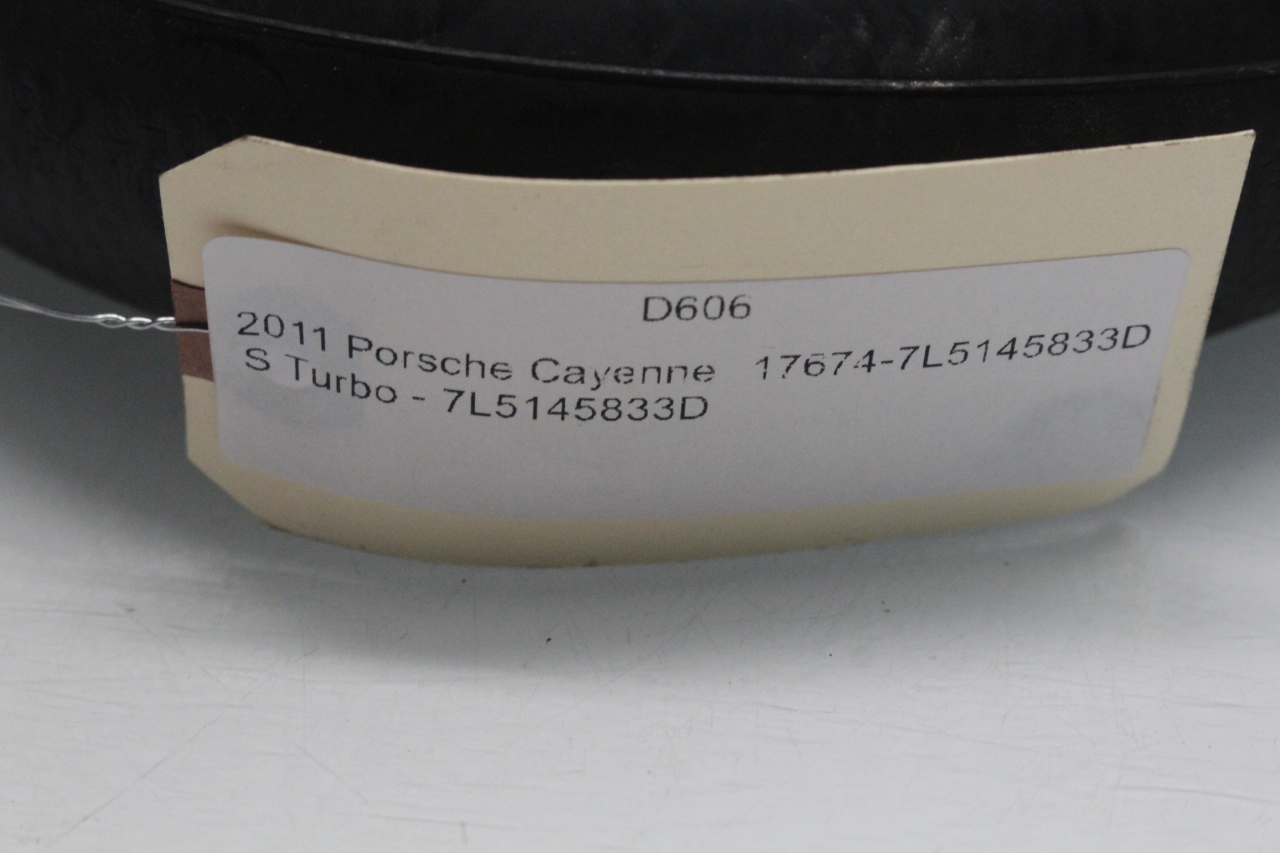 D606
2011 Porsche Cayenne 17674-7L5145833D
S Turbo - 7L5145833D